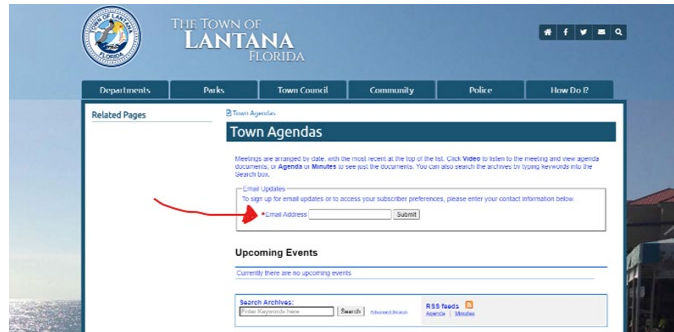 TOWN OF LANTANA
FLORIDA
THE TOWN OF
LANTANA
FLORIDA
Departments Parks Town Council Community Police How Do I?
Related Pages
Town Agendas
Town Agendas
Meetings are arranged by date, with the most recent at the top of the list. Click Video to listen to the meeting and view agenda
documents, or Agenda or Minutes to see just the documents. You can also search the archives by typing keywords into the
Search box.
Email Updates
To sign up for email updates or to access your subscriber preferences, please enter your contact information below.
*Email Address Submit
Upcoming Events
Currently there are no upcoming events
Search Archives:
Enter Keywords here Search Advanced Search
RSS feeds
Agenda | Minutes